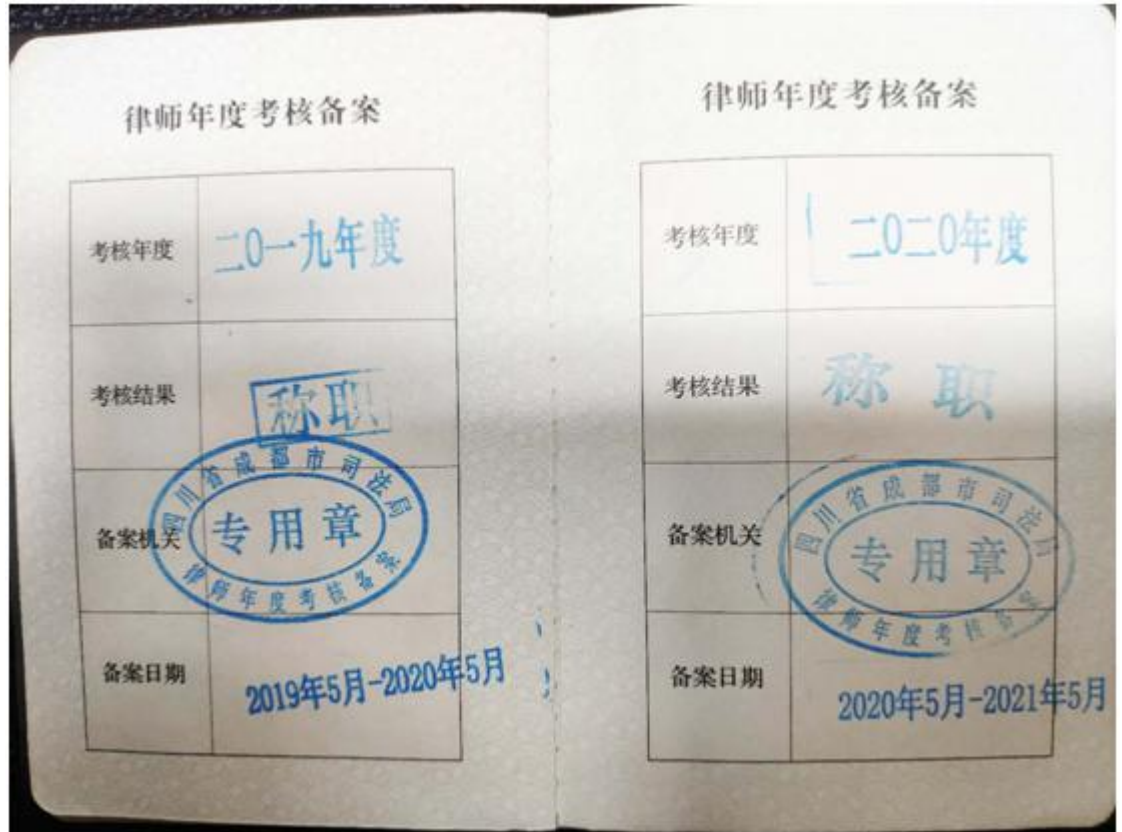 律师年度考核备案
考核年度
二0一九年度
考核结果
称职
备案机关
四川省成都市司法局
专用章
律师年度考核备案
备案日期
2019年5月-2020年5月
律师年度考核备案
考核年度
二0二0年度
考核结果
称职
备案机关
四川省成都市司法局
专用章
律师年度考核备案
备案日期
2020年5月-2021年5月